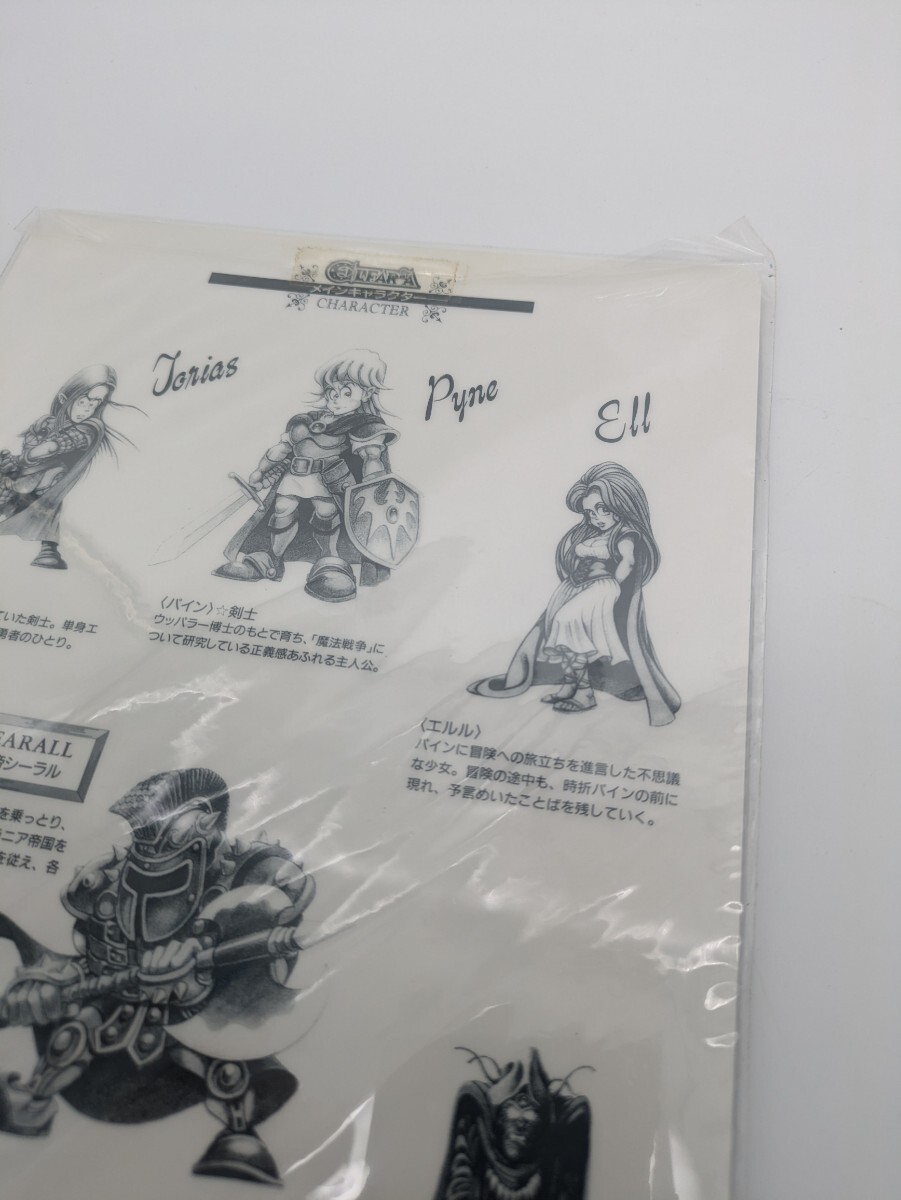 ELFARIA
メインキャラクター
CHARACTER
Jorias
Pyne
Ell
ていた剣士。単身エ
勇者のひとり。
〈パイン〉☆剣士
ウッパラー博士のもとで育ち、「魔法戦争」に
ついて研究している正義感あふれる主人公。
〈エルル〉
パインに冒険への旅立ちを進言した不思議
な少女。冒険の途中も、時折パインの前に
現れ、予言めいたことばを残していく。
EARALL
帝シーラル
を乗っとり、
ラニア帝国を
を従え、各